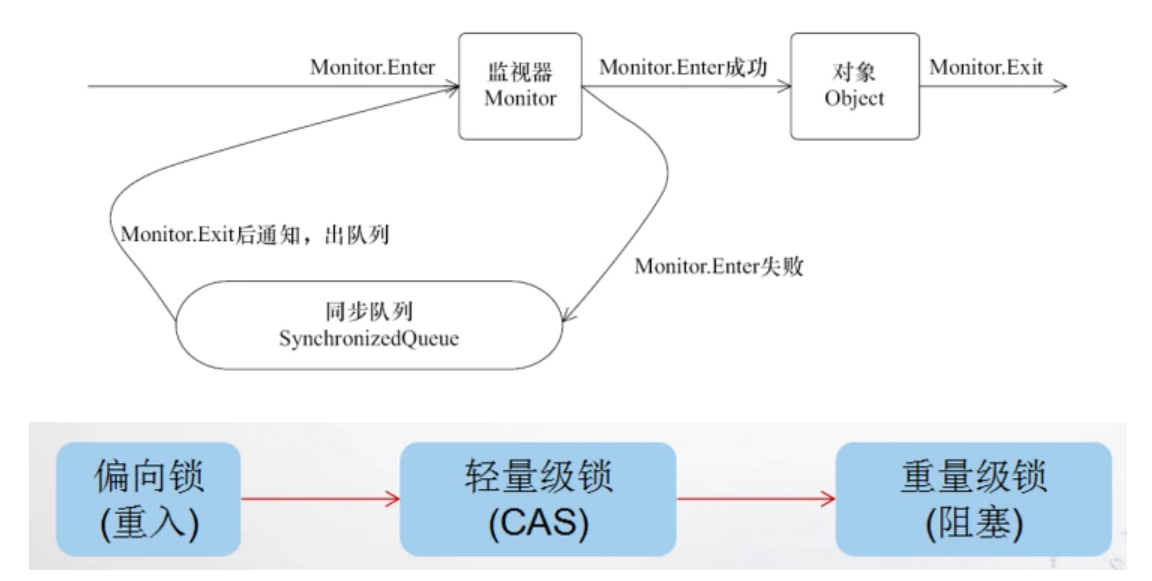 Monitor.Enter
监视器
Monitor
Monitor.Enter成功
对象
Object
Monitor.Exit
Monitor.Exit后通知，出队列
Monitor.Enter失败
同步队列
SynchronizedQueue
偏向锁
(重入)
轻量级锁
(CAS)
重量级锁
(阻塞)